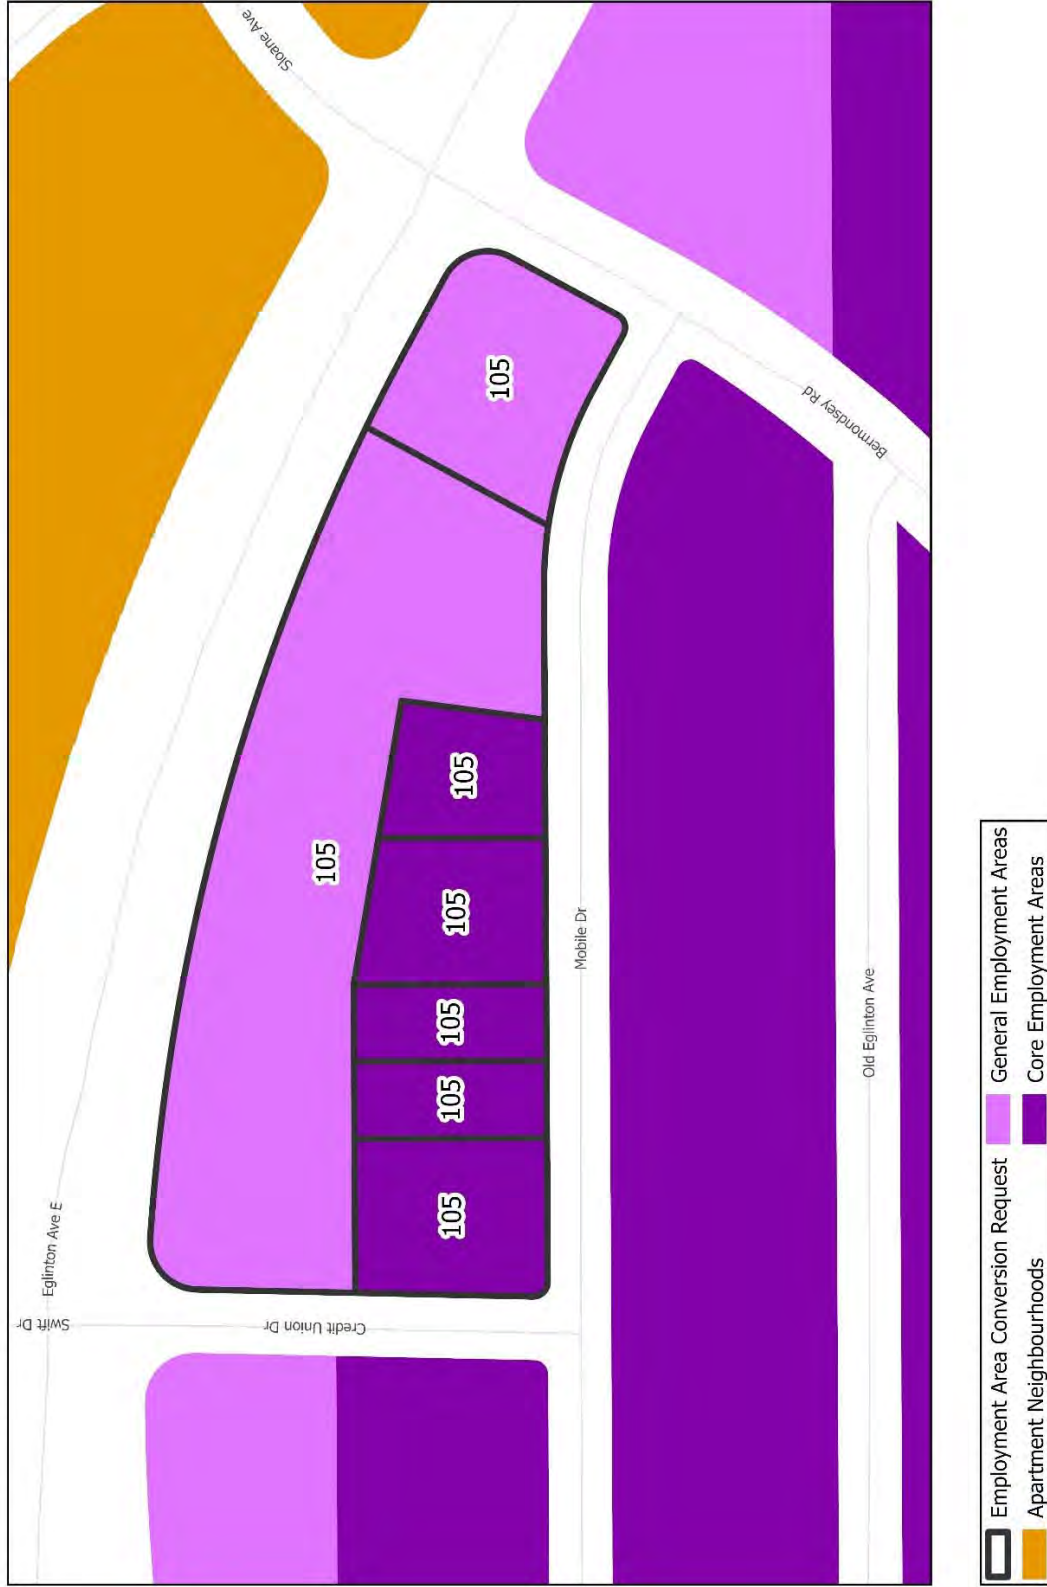 Sloane Ave
105
Bermondsey Rd
105
105
105
Mobile Dr
105
105
105
Old Eglinton Ave
Eglinton Ave E
Swift Dr
Credit Union Dr
Employment Area Conversion Request
General Employment Areas
Apartment Neighbourhoods
Core Employment Areas